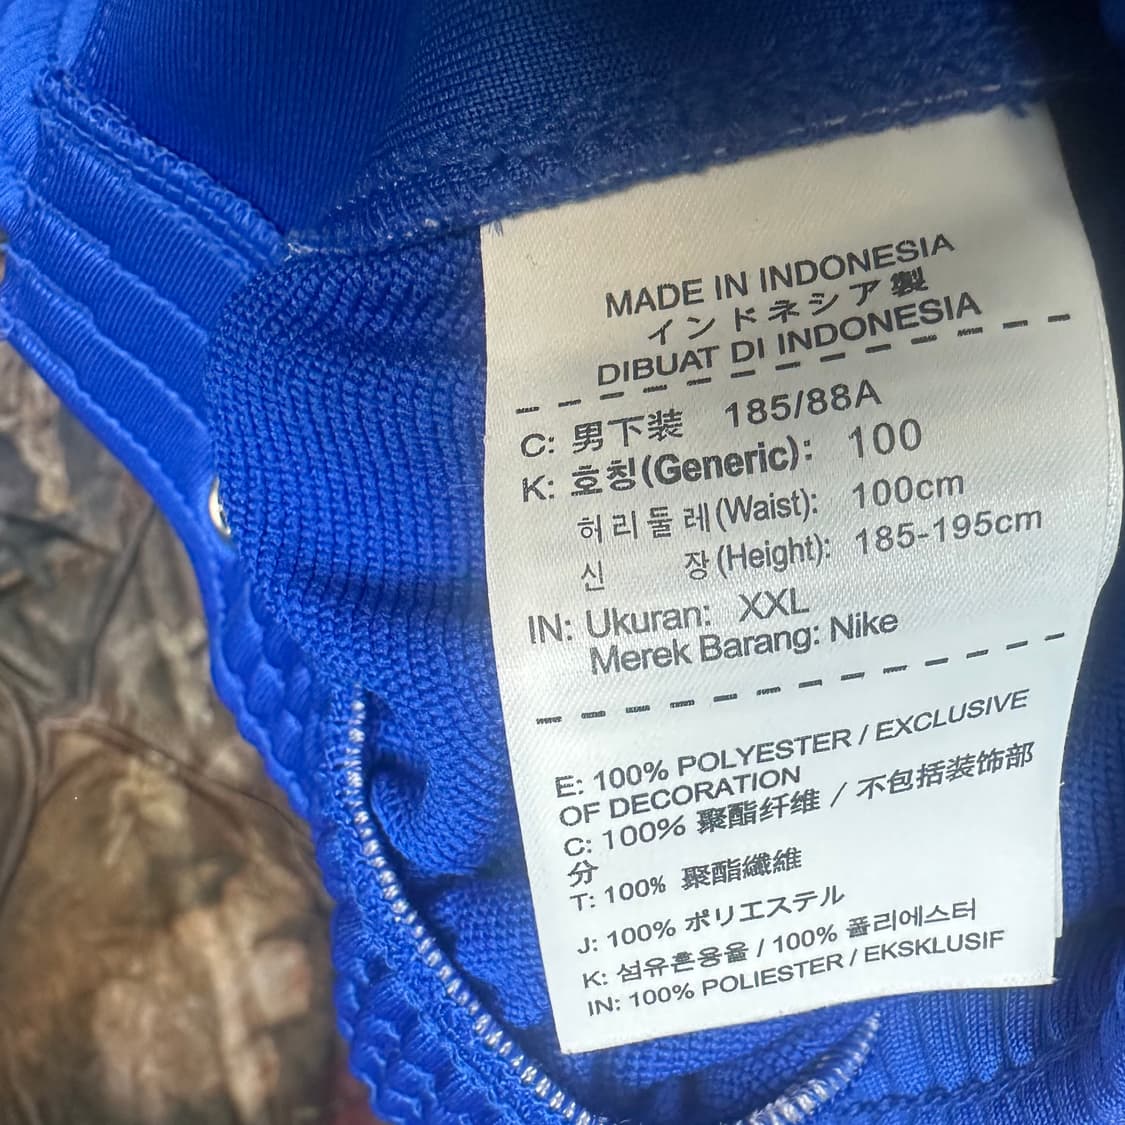 MADE IN INDONESIA
インドネシア製
DIBUAT DI INDONESIA
C: 男下装 185/88A
K: 호칭(Generic): 100
허리둘레(Waist): 100cm
신 장(Height): 185-195cm
IN: Ukuran: XXL
Merek Barang: Nike
E: 100% POLYESTER / EXCLUSIVE
OF DECORATION
C: 100% 聚酯纤维 / 不包括装饰部
分
T: 100% 聚酯纖維
J: 100% ポリエステル
K: 섬유혼용율 / 100% 폴리에스터
IN: 100% POLIESTER / EKSKLUSIF